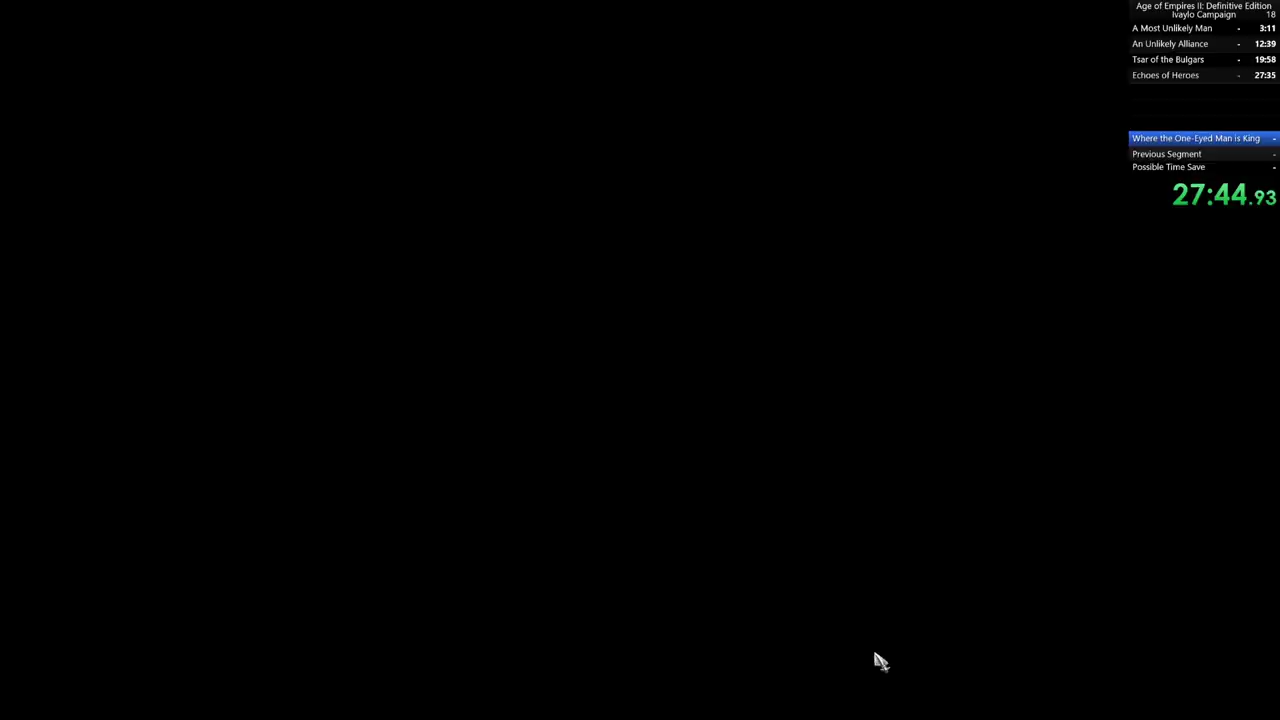 Age of Empires II: Definitive Edition
Ivaylo Campaign 18
A Most Unlikely Man - 3:11
An Unlikely Alliance - 12:39
Tsar of the Bulgars - 19:58
Echoes of Heroes - 27:35
Where the One-Eyed Man is King -
Previous Segment -
Possible Time Save -
27:44.93